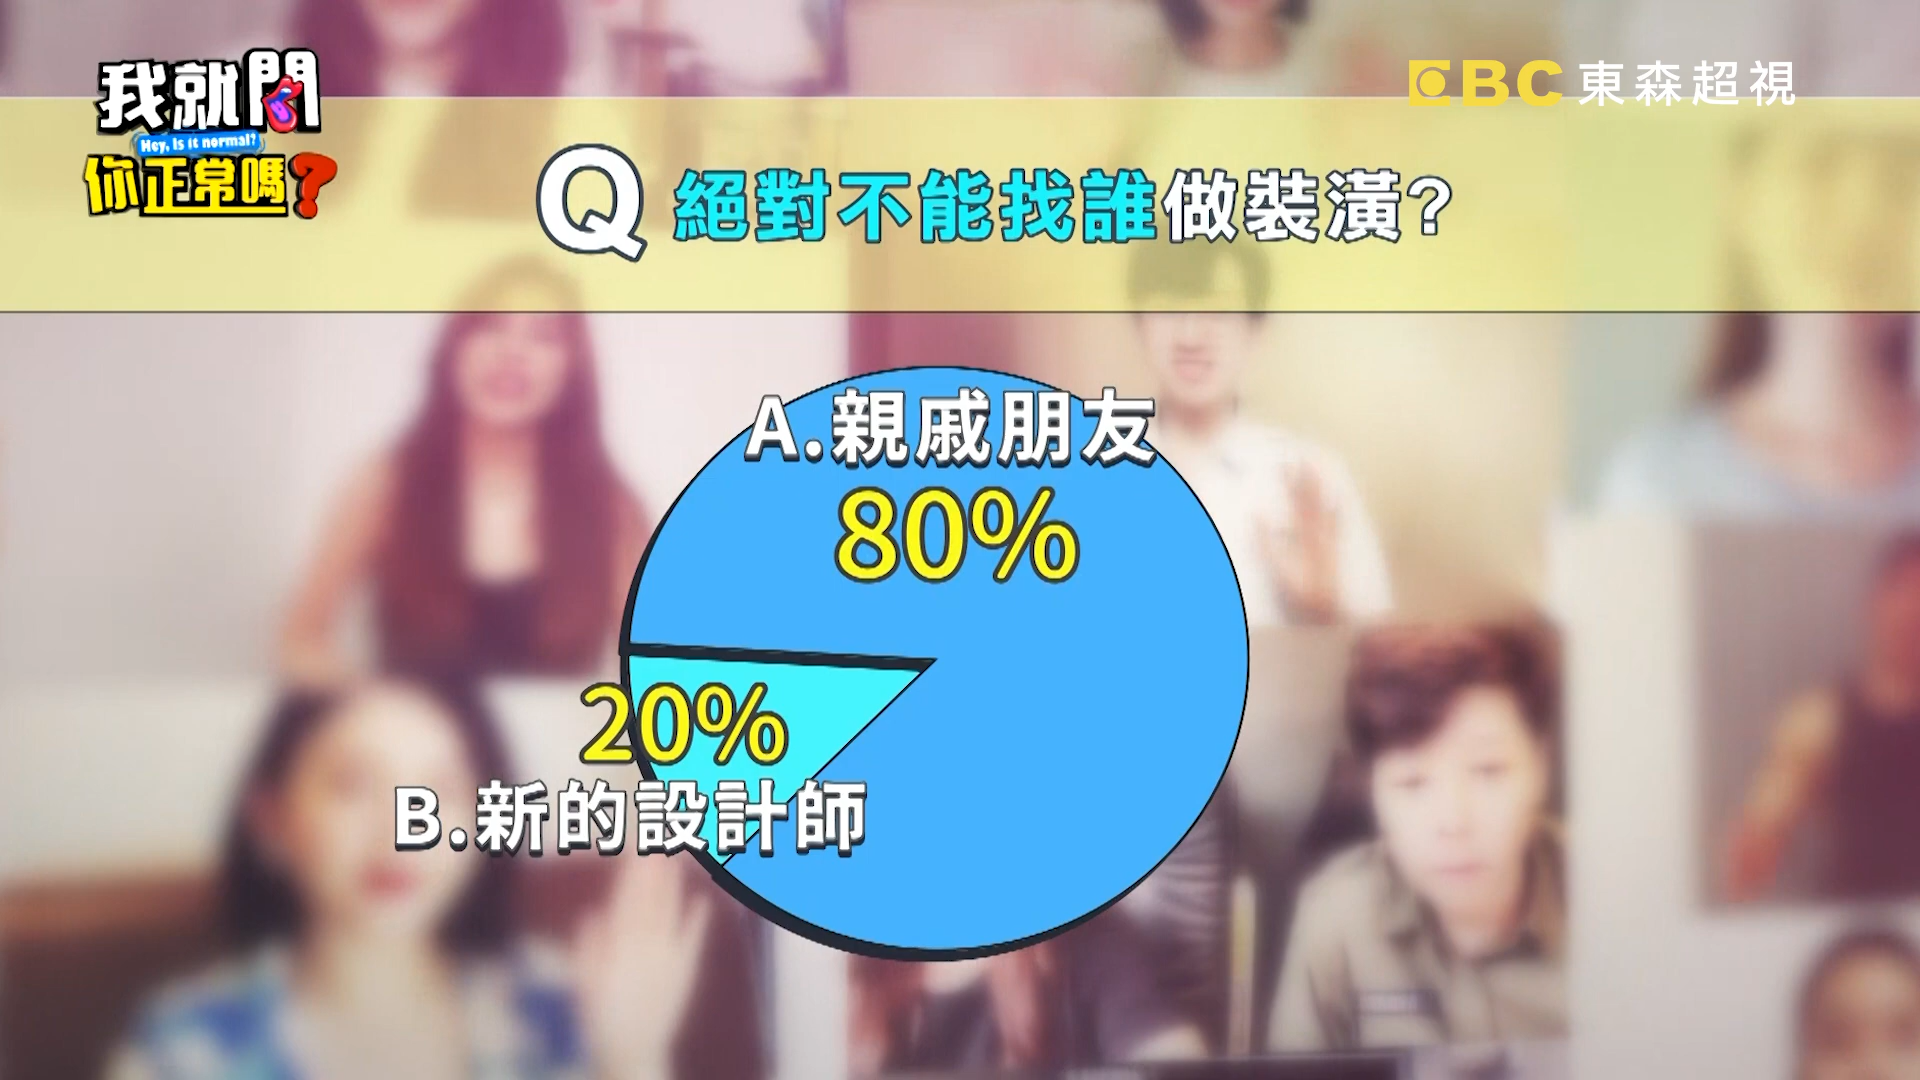 我就問
Hey, Is it normal?
你正常嗎?
EBC 東森超視
Q 絕對不能找誰做裝潢?
A.親戚朋友
80%
20%
B.新的設計師